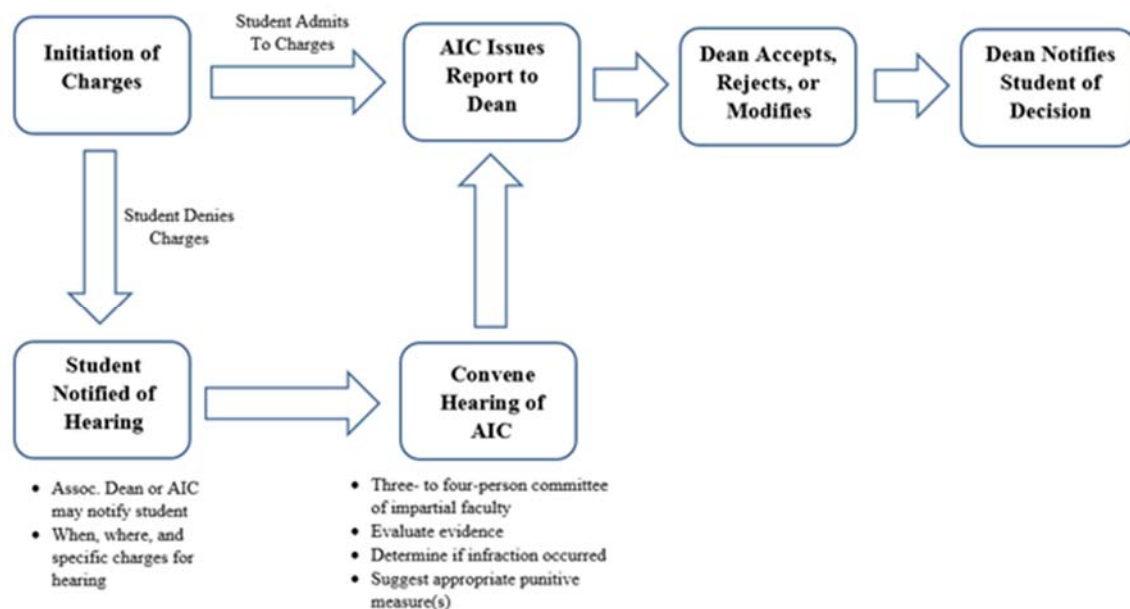 Student Admits
To Charges
Initiation of
Charges
AIC Issues
Report to
Dean
Dean Accepts,
Rejects, or
Modifies
Dean Notifies
Student of
Decision
Student Denies
Charges
Student
Notified of
Hearing
Convene
Hearing of
AIC
• Assoc. Dean or AIC
may notify student
• When, where, and
specific charges for
hearing
• Three- to four-person committee
of impartial faculty
• Evaluate evidence
• Determine if infraction occurred
• Suggest appropriate punitive
measure(s)